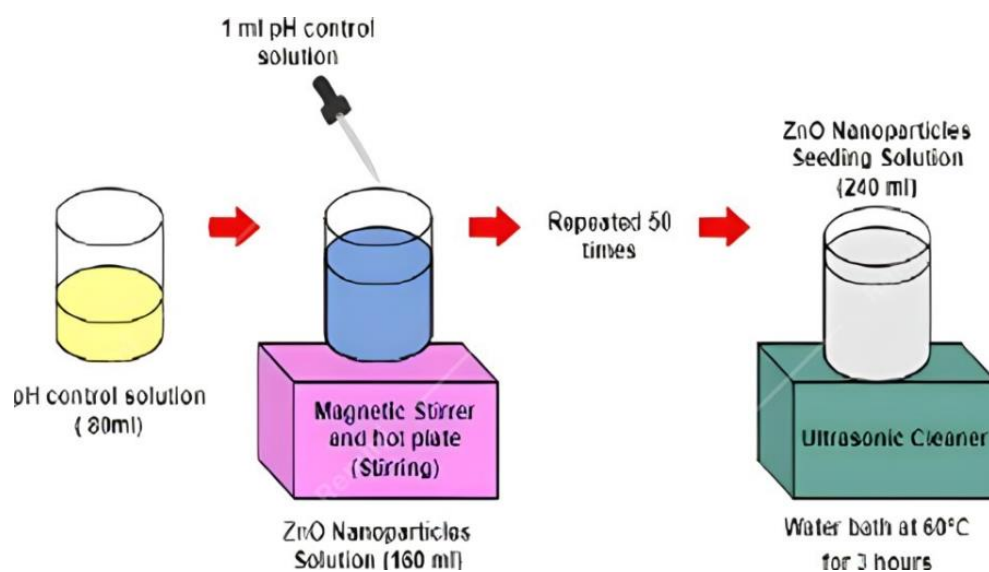 1 ml pH control
solution
pH control solution
( 80ml)
Magnetic Stirrer
and hot plate
(Stirring)
ZnO Nanoparticles
Solution (160 ml)
Repeated 50
times
ZnO Nanoparticles
Seeding Solution
(240 ml)
Ultrasonic Cleaner
Water bath at 60°C
for 3 hours